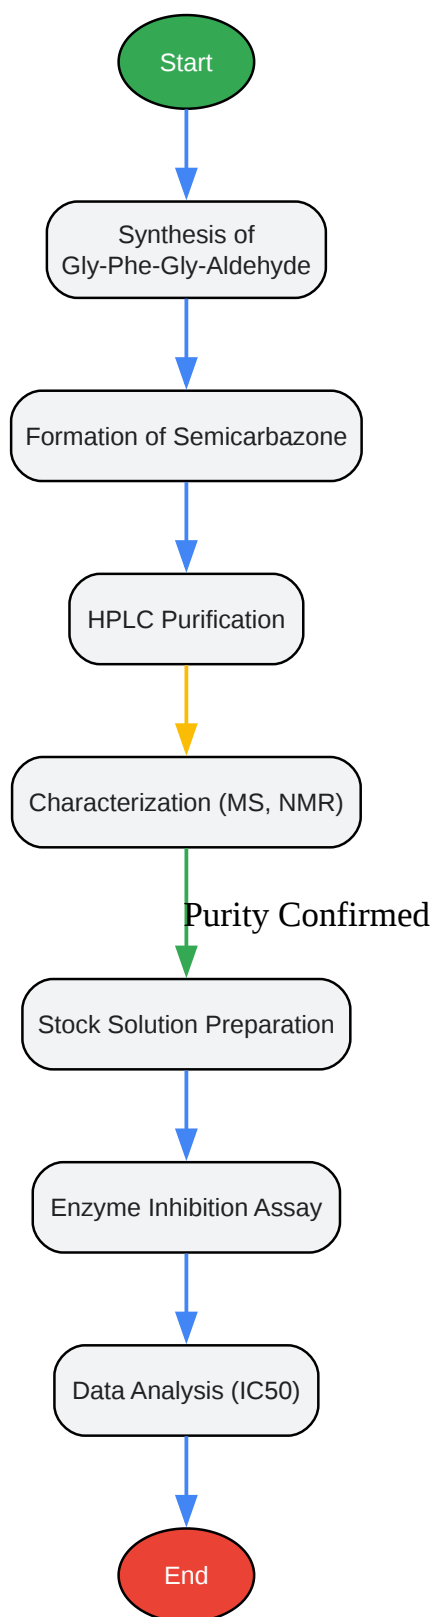 Start
Synthesis of
Gly-Phe-Gly-Aldehyde
Formation of Semicarbazone
HPLC Purification
Characterization (MS, NMR)
Purity Confirmed
Stock Solution Preparation
Enzyme Inhibition Assay
Data Analysis (IC50)
End